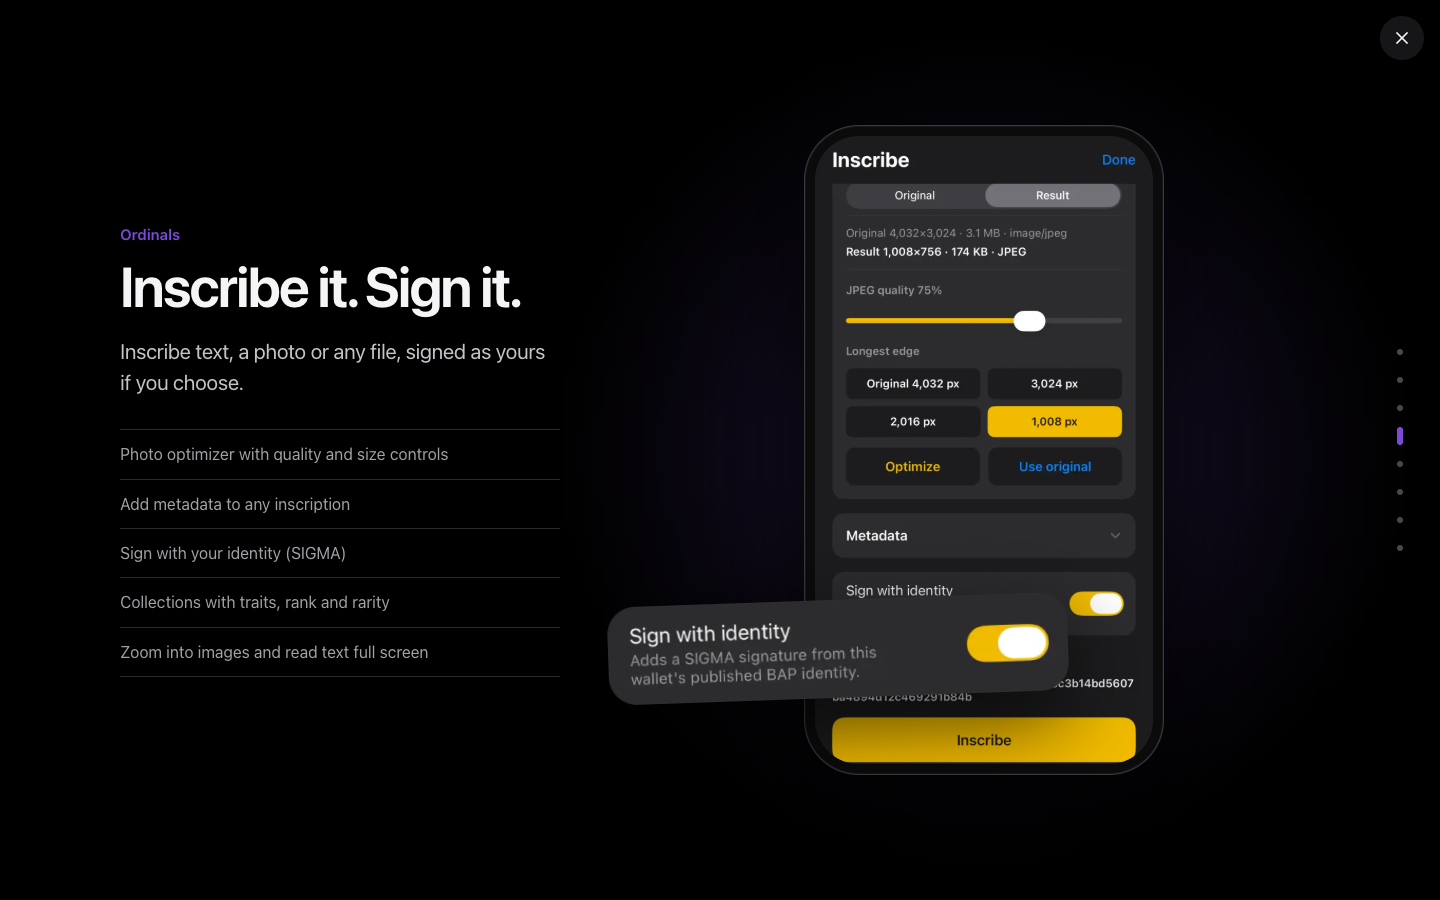 Ordinals
Inscribe it. Sign it.
Inscribe text, a photo or any file, signed as yours
if you choose.
Photo optimizer with quality and size controls
Add metadata to any inscription
Sign with your identity (SIGMA)
Collections with traits, rank and rarity
Zoom into images and read text full screen
Inscribe
Done
Original
Result
Original 4,032×3,024 · 3.1 MB · image/jpeg
Result 1,008×756 · 174 KB · JPEG
JPEG quality 75%
Longest edge
Original 4,032 px
3,024 px
2,016 px
1,008 px
Optimize
Use original
Metadata
Sign with identity
Sign with identity
Adds a SIGMA signature from this
wallet's published BAP identity.
c3b14bd5607
Inscribe